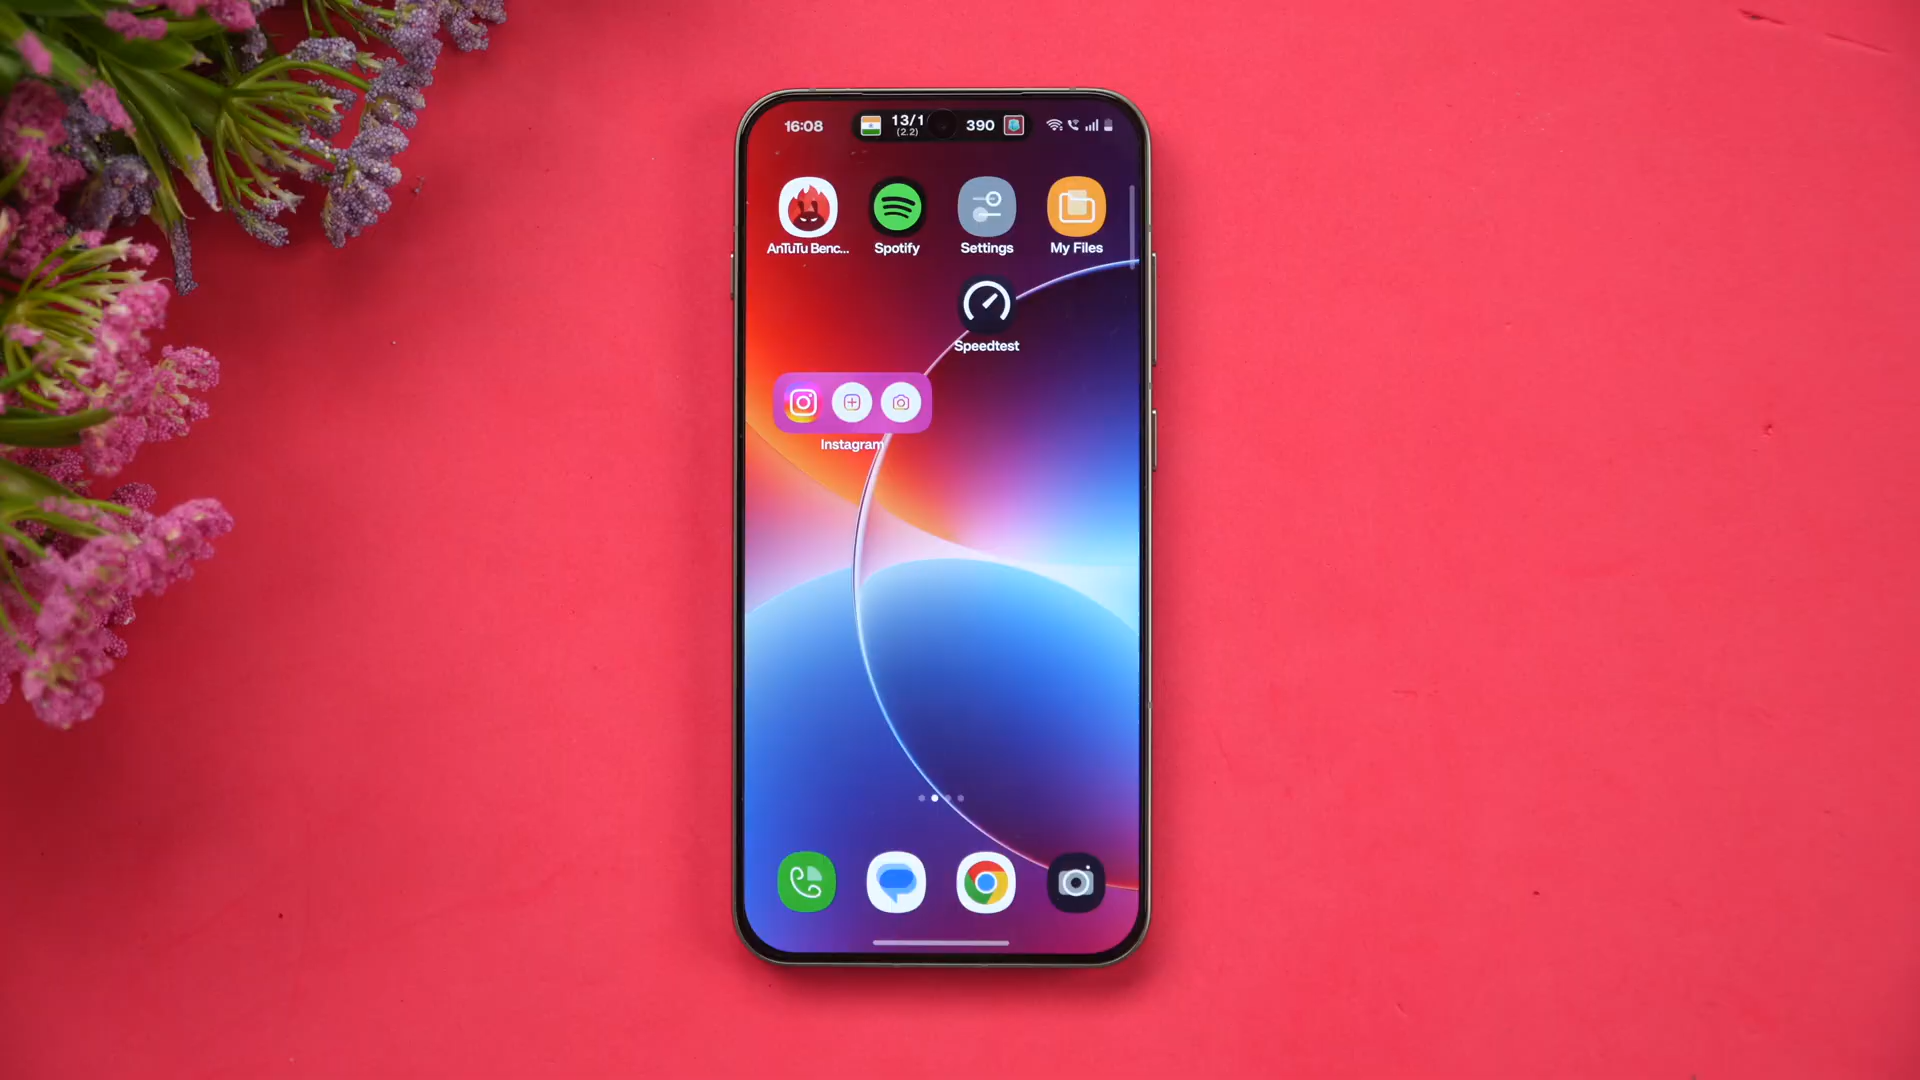 16:08
13/1
(2.2)
390
AnTuTu Benc...
Spotify
Settings
My Files
Speedtest
Instagram